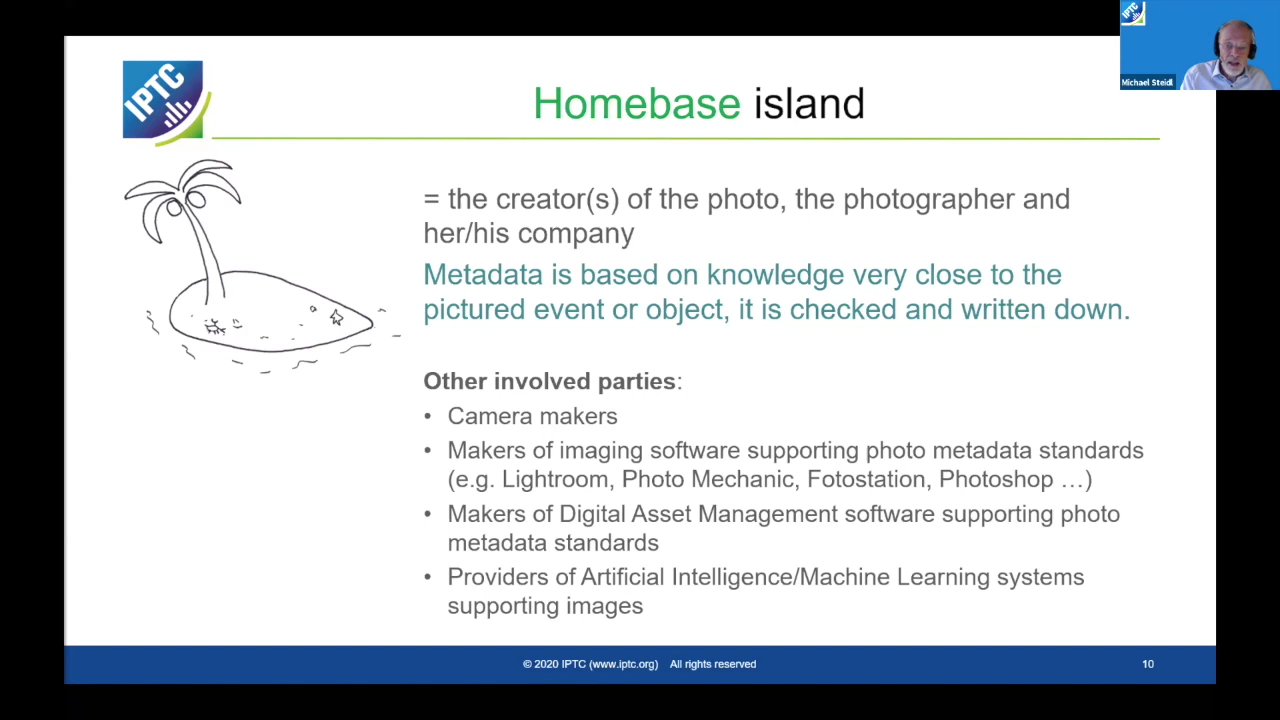 IPTC
Michael Steidl
IPTC
Homebase island
= the creator(s) of the photo, the photographer and
her/his company
Metadata is based on knowledge very close to the
pictured event or object, it is checked and written down.
Other involved parties:
• Camera makers
• Makers of imaging software supporting photo metadata standards
(e.g. Lightroom, Photo Mechanic, Fotostation, Photoshop …)
• Makers of Digital Asset Management software supporting photo
metadata standards
• Providers of Artificial Intelligence/Machine Learning systems
supporting images
© 2020 IPTC (www.iptc.org) All rights reserved
10